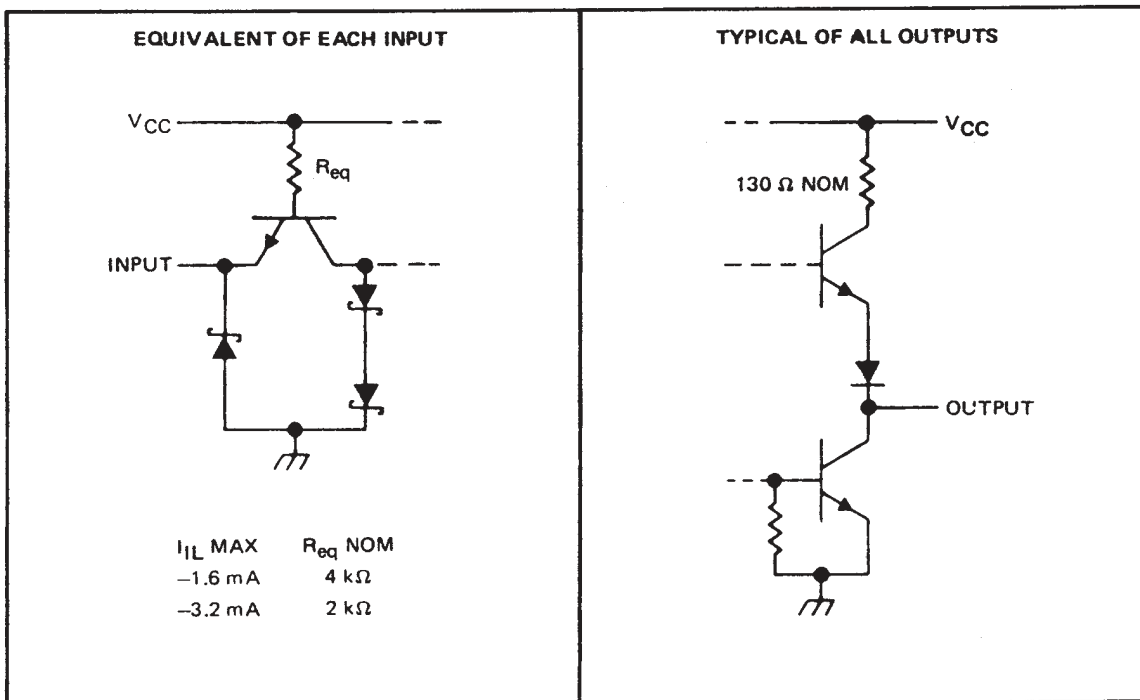 EQUIVALENT OF EACH INPUT
VCC
Req
INPUT
IIL MAX Req NOM
−1.6 mA 4 kΩ
−3.2 mA 2 kΩ
TYPICAL OF ALL OUTPUTS
VCC
130 Ω NOM
OUTPUT